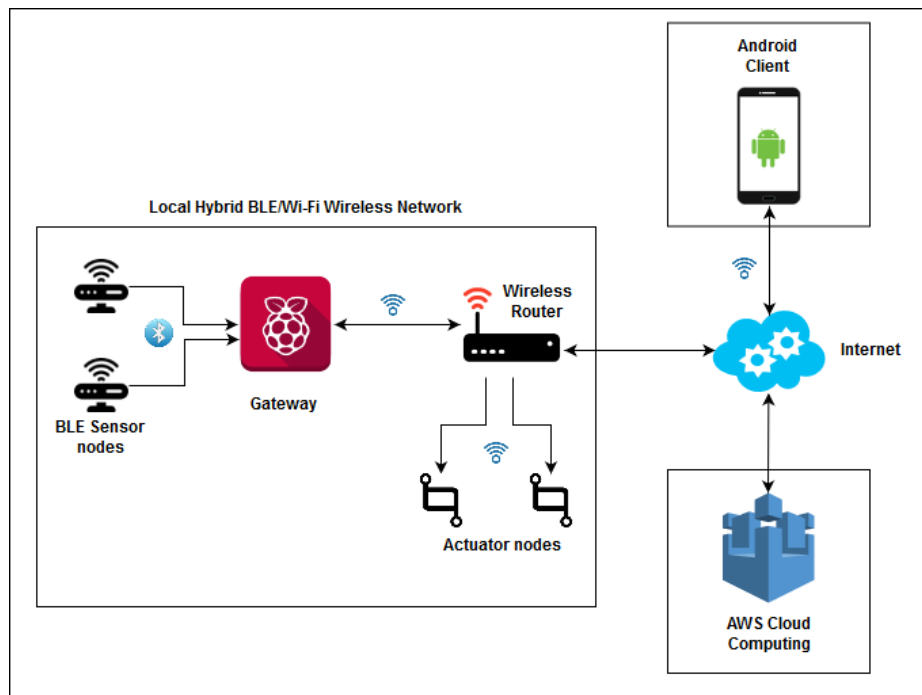 Android
Client
Local Hybrid BLE/Wi-Fi Wireless Network
Wireless
Router
Internet
Gateway
BLE Sensor
nodes
Actuator nodes
AWS Cloud
Computing